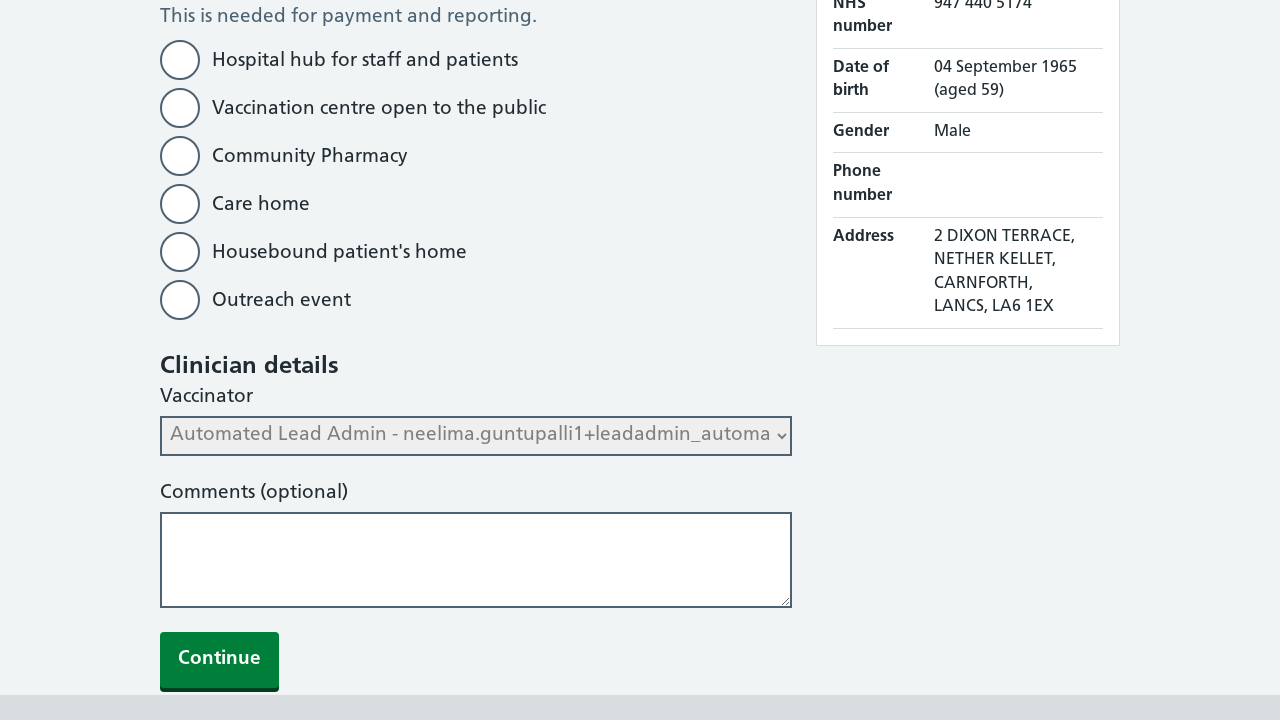 This is needed for payment and reporting.
Hospital hub for staff and patients
Vaccination centre open to the public
Community Pharmacy
Care home
Housebound patient's home
Outreach event
Clinician details
Vaccinator
Automated Lead Admin - neelima.guntupalli1+leadadmin_automa
Comments (optional)
Continue
NHS
number
947 440 5174
Date of
birth
04 September 1965
(aged 59)
Gender
Male
Phone
number
Address
2 DIXON TERRACE,
NETHER KELLET,
CARNFORTH,
LANCS, LA6 1EX